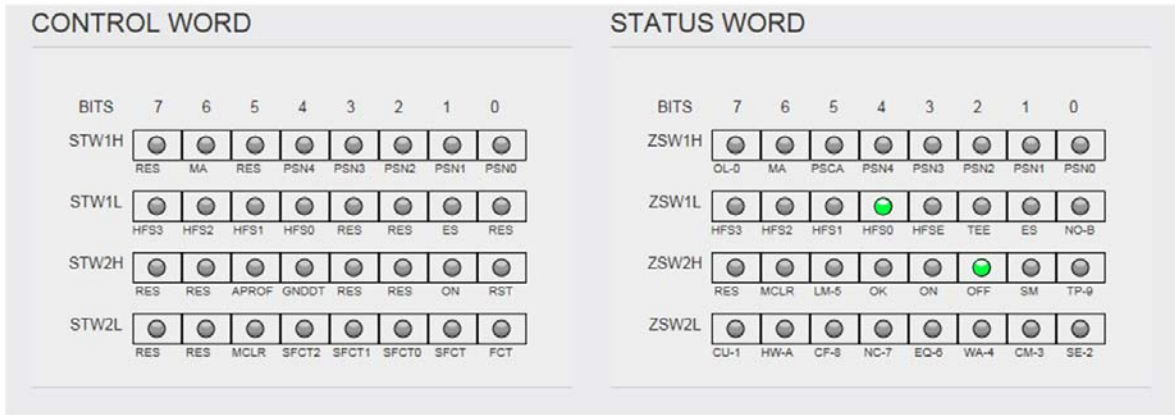 CONTROL WORD
BITS 7 6 5 4 3 2 1 0
STW1H
RES MA RES PSN4 PSN3 PSN2 PSN1 PSN0
STW1L
HFS3 HFS2 HFS1 HFS0 RES RES ES RES
STW2H
RES RES APROF GNDDT RES RES ON RST
STW2L
RES RES MCLR SFCT2 SFCT1 SFCT0 SFCT FCT
STATUS WORD
BITS 7 6 5 4 3 2 1 0
ZSW1H
OL-0 MA PSCA PSN4 PSN3 PSN2 PSN1 PSN0
ZSW1L
HFS3 HFS2 HFS1 HFS0 HFSE TEE ES NO-B
ZSW2H
RES MCLR LM-5 OK ON OFF SM TP-9
ZSW2L
CU-1 HW-A CF-8 NC-7 EQ-6 WA-4 CM-3 SE-2